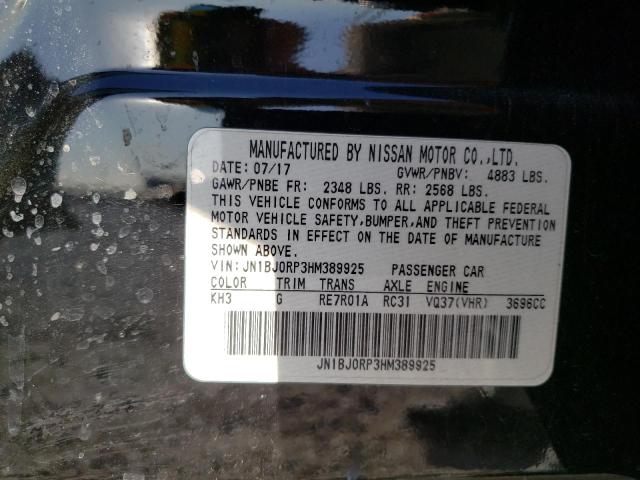 MANUFACTURED BY NISSAN MOTOR CO.,LTD.
DATE: 07/17 GVWR/PNBV: 4883 LBS.
GAWR/PNBE FR: 2348 LBS. RR: 2568 LBS.
THIS VEHICLE CONFORMS TO ALL APPLICABLE FEDERAL
MOTOR VEHICLE SAFETY,BUMPER,AND THEFT PREVENTION
STANDARDS IN EFFECT ON THE DATE OF MANUFACTURE
SHOWN ABOVE.
VIN:JN1BJ0RP3HM389925 PASSENGER CAR
COLOR TRIM TRANS AXLE ENGINE
KH3 G RE7R01A RC31 VQ37(VHR) 3696CC
JN1BJ0RP3HM389925